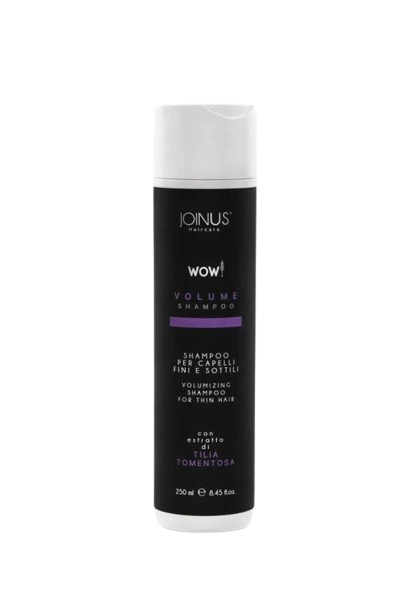 JOINUS™
Haircare
WOW!
VOLUME
SHAMPOO
SHAMPOO
PER CAPELLI
FINI E SOTTILI
VOLUMIZING
SHAMPOO
FOR THIN HAIR
con
estratto
di
TILIA
TOMENTOSA
250 ml ℮ 8.45 fl.oz.